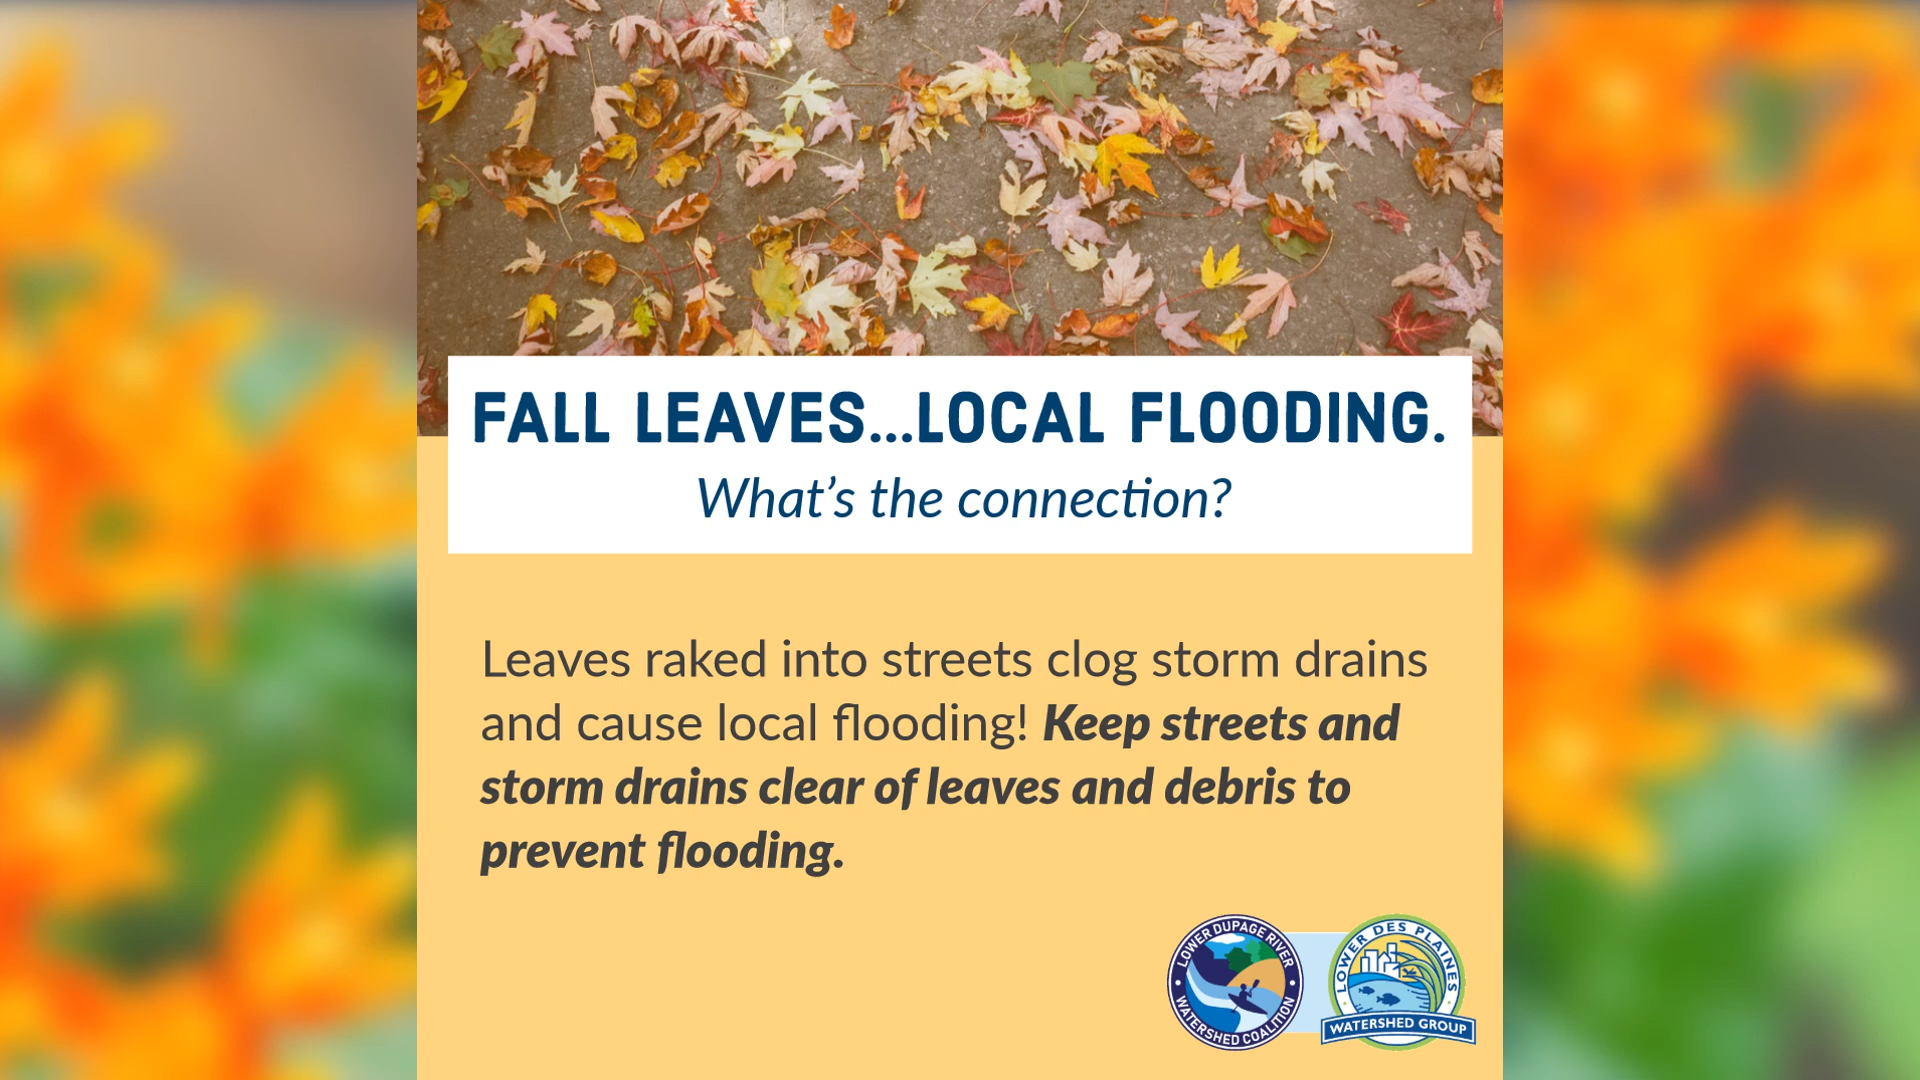 FALL LEAVES...LOCAL FLOODING.
What's the connection?
Leaves raked into streets clog storm drains
and cause local flooding! Keep streets and
storm drains clear of leaves and debris to
prevent flooding.
LOWER DUPAGE RIVER
WATERSHED COALITION
LOWER DES PLAINES
WATERSHED GROUP